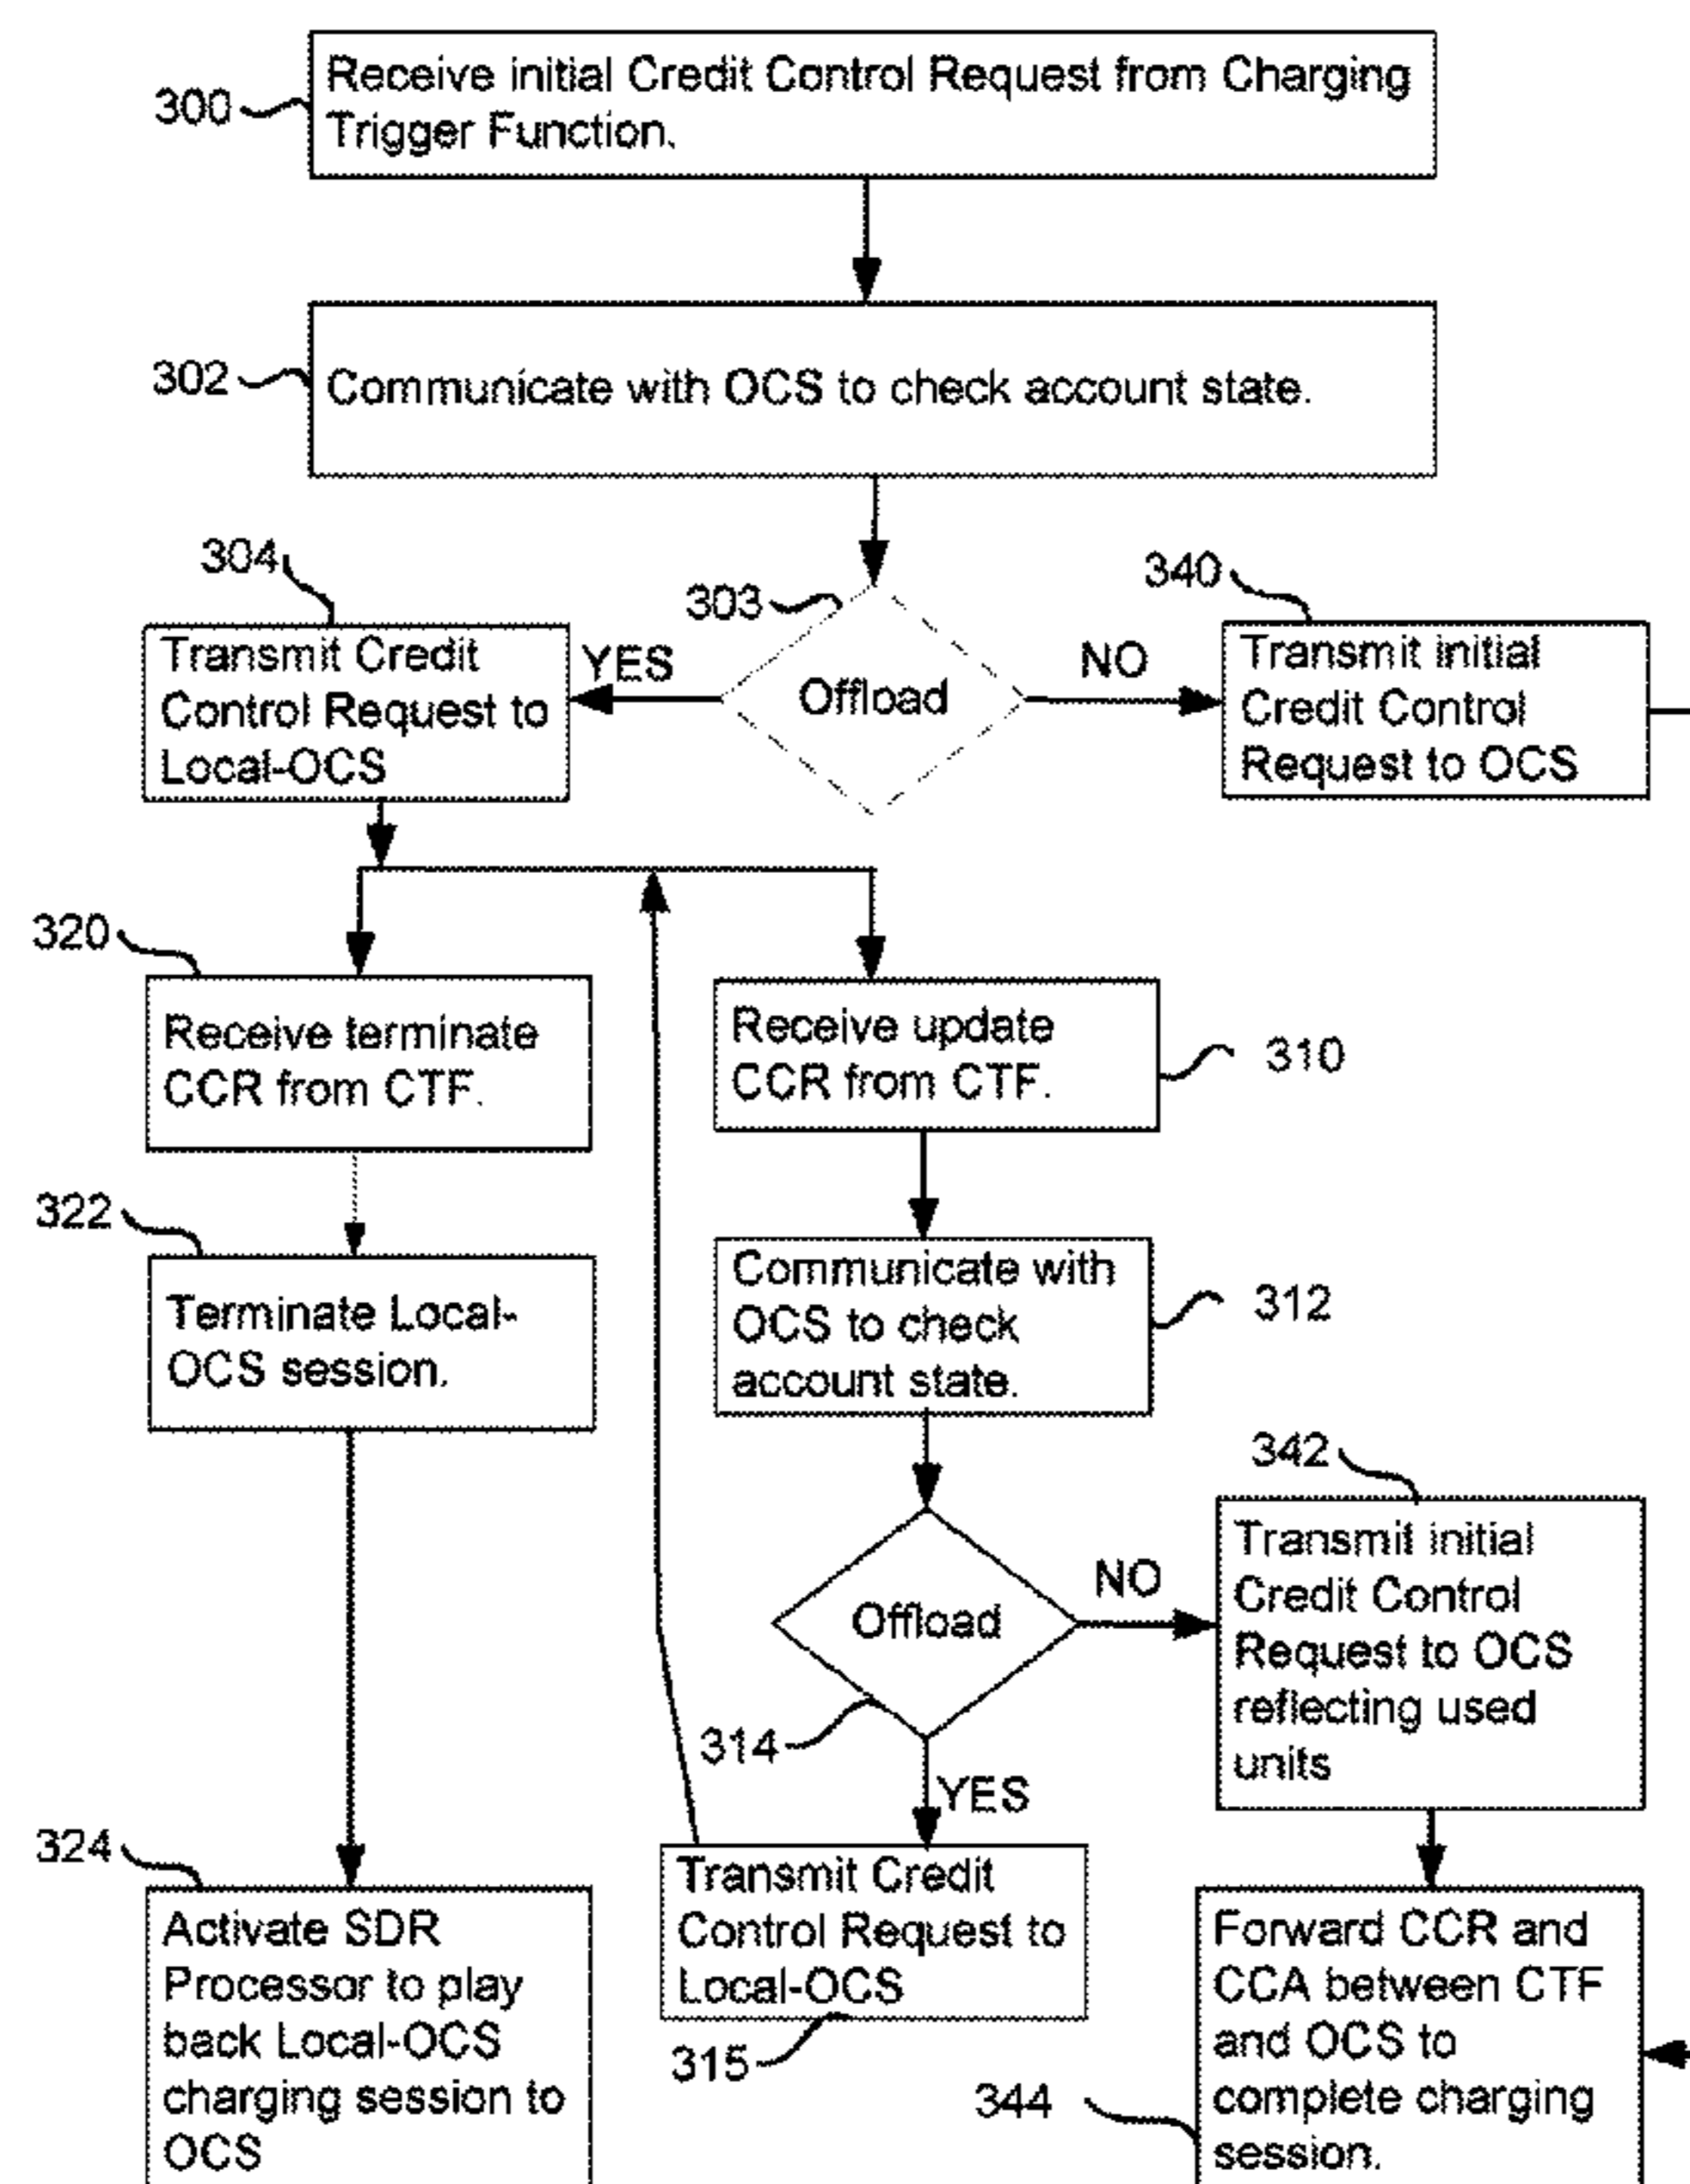 300
Receive initial Credit Control Request from Charging
Trigger Function.
302
Communicate with OCS to check account state.
304
303
340
Transmit Credit
Control Request to
Local-OCS
YES
Offload
NO
Transmit initial
Credit Control
Request to OCS
320
Receive terminate
CCR from CTF.
Receive update
CCR from CTF.
310
322
Terminate Local-
OCS session.
Communicate with
OCS to check
account state.
312
Offload
NO
314
YES
342
Transmit initial
Credit Control
Request to OCS
reflecting used
units
324
Activate SDR
Processor to play
back Local-OCS
charging session to
OCS
Transmit Credit
Control Request to
Local-OCS
315
344
Forward CCR and
CCA between CTF
and OCS to
complete charging
session.